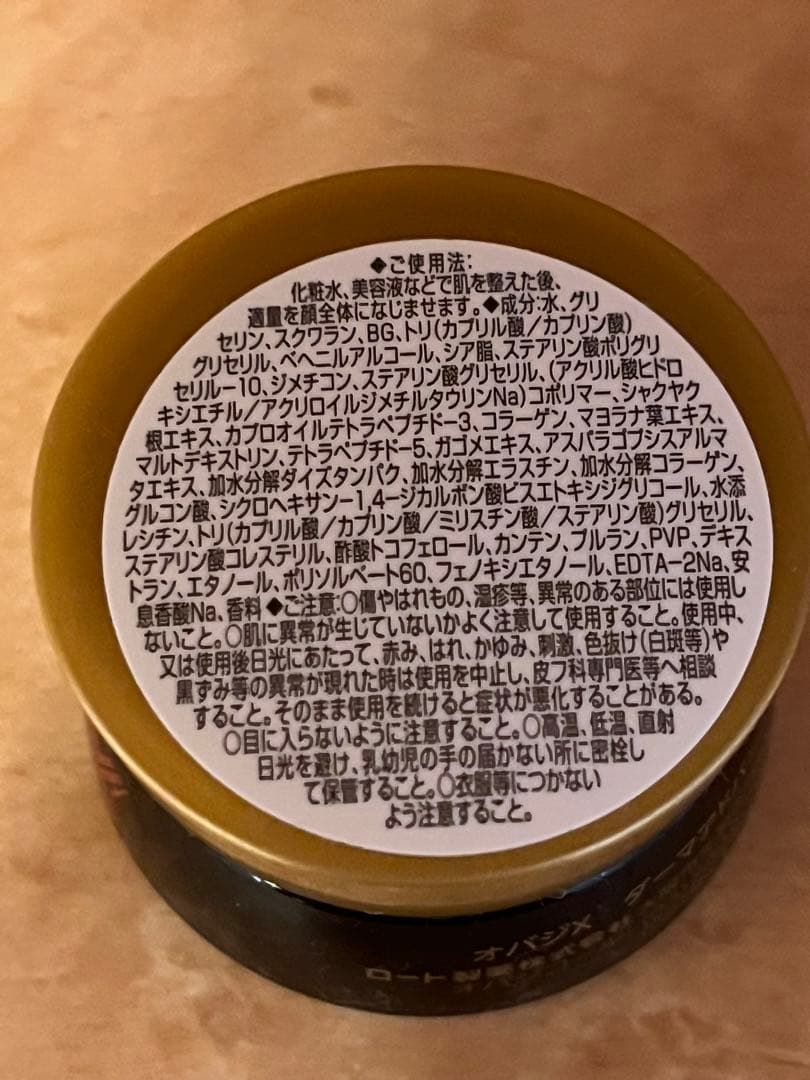 ◆ご使用法:
化粧水、美容液などで肌を整えた後、
適量を顔全体になじませます。◆成分:水、グリ
セリン、スクワラン、BG、トリ(カプリル酸/カプリン酸)
グリセリル、ベヘニルアルコール、シア脂、ステアリン酸ポリグリ
セリル-10、ジメチコン、ステアリン酸グリセリル、(アクリル酸ヒドロ
キシエチル/アクリロイルジメチルタウリンNa)コポリマー、シャクヤク
根エキス、カプロオイルテトラペプチド-3、コラーゲン、マヨラナ葉エキス、
マルトデキストリン、テトラペプチド-5、ガゴメエキス、アスパラゴプシスアルマ
タエキス、加水分解ダイズタンパク、加水分解エラスチン、加水分解コラーゲン、
グルコン酸、シクロヘキサン-1,4-ジカルボン酸ビスエトキシジグリコール、水添
レシチン、トリ(カプリル酸/カプリン酸/ミリスチン酸/ステアリン酸)グリセリル、
ステアリン酸コレステリル、酢酸トコフェロール、カンテン、プルラン、PVP、デキス
トラン、エタノール、ポリソルベート60、フェノキシエタノール、EDTA-2Na、安
息香酸Na、香料 ◆ご注意:○傷やはれもの、湿疹等、異常のある部位には使用し
ないこと。○肌に異常が生じていないかよく注意して使用すること。使用中、
又は使用後日光にあたって、赤み、はれ、かゆみ、刺激、色抜け(白斑等)や
黒ずみ等の異常が現れた時は使用を中止し、皮フ科専門医等へ相談
すること。そのまま使用を続けると症状が悪化することがある。
○目に入らないように注意すること。○高温、低温、直射
日光を避け、乳幼児の手の届かない所に密栓し
て保管すること。○衣服等につかない
よう注意すること。
オバジX ダーマ
ロート製薬株式会社